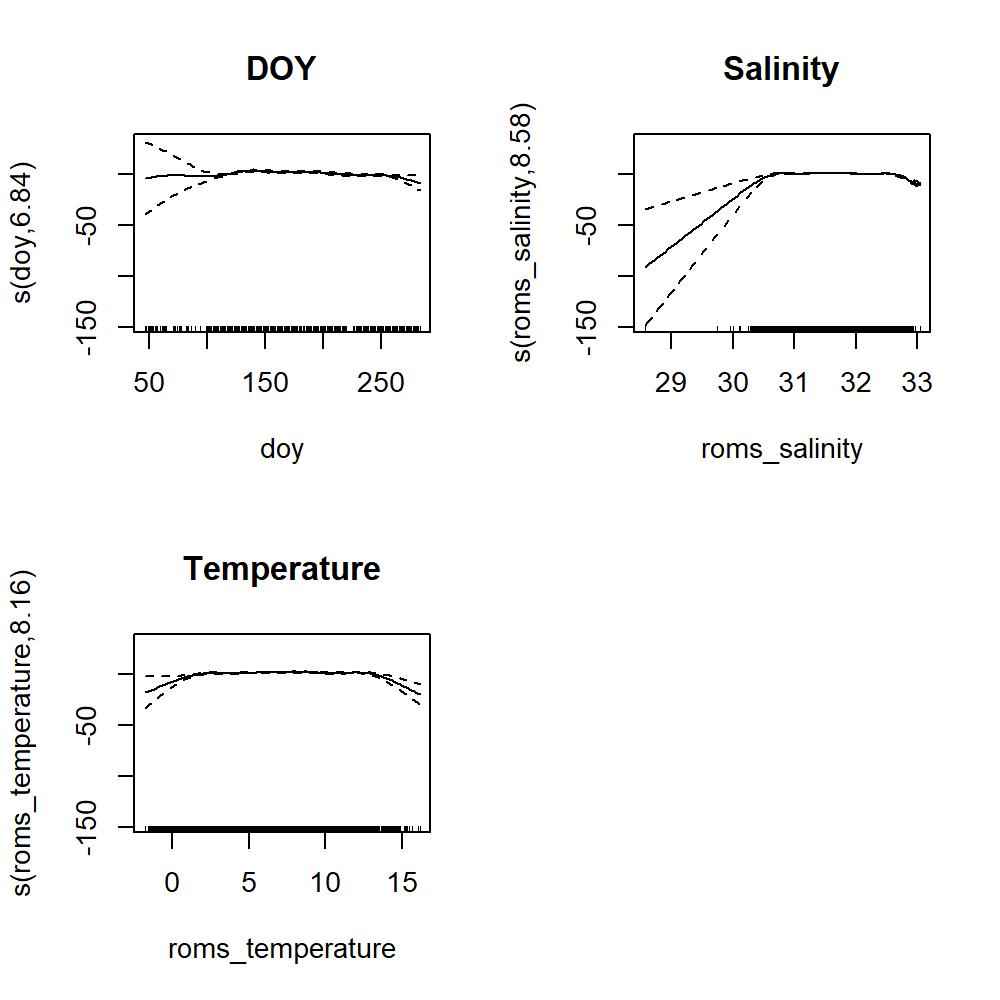 DOY
s(doy,6.84)
-50
-150
50
150
250
doy
Salinity
s(roms_salinity,8.58)
-50
-150
29
30
31
32
33
roms_salinity
Temperature
s(roms_temperature,8.16)
-50
-150
0
5
10
15
roms_temperature